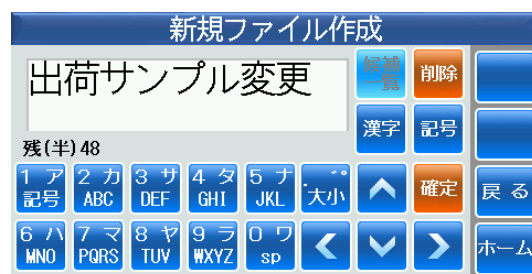 新規ファイル作成
出荷サンプル変更
候補一覧
削除
漢字
記号
残(半)48
1 ア 記号
2 カ ABC
3 サ DEF
4 タ GHI
5 ナ JKL
゛゜大小
確定
戻る
6 ハ MNO
7 マ PQRS
8 ヤ TUV
9 ラ WXYZ
0 ワ sp
ホーム